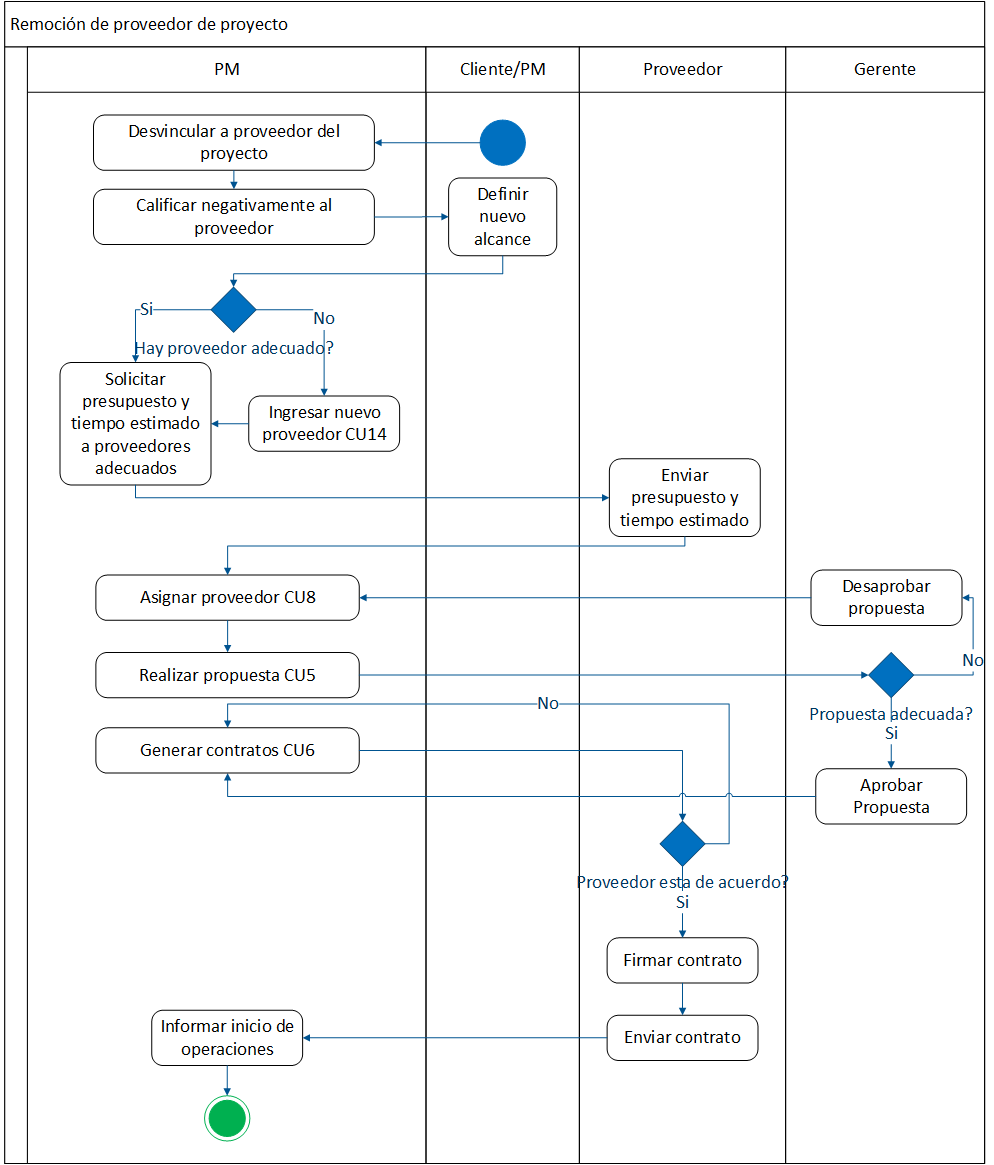 Remoción de proveedor de proyecto
PM
Cliente/PM
Proveedor
Gerente
Desvincular a proveedor del
proyecto
Calificar negativamente al
proveedor
Definir
nuevo
alcance
Si
No
Hay proveedor adecuado?
Solicitar
presupuesto y
tiempo estimado
a proveedores
adecuados
Ingresar nuevo
proveedor CU14
Enviar
presupuesto y
tiempo estimado
Asignar proveedor CU8
Desaprobar
propuesta
Realizar propuesta CU5
No
Propuesta adecuada?
Si
No
Generar contratos CU6
Aprobar
Propuesta
Proveedor esta de acuerdo?
Si
Firmar contrato
Informar inicio de
operaciones
Enviar contrato